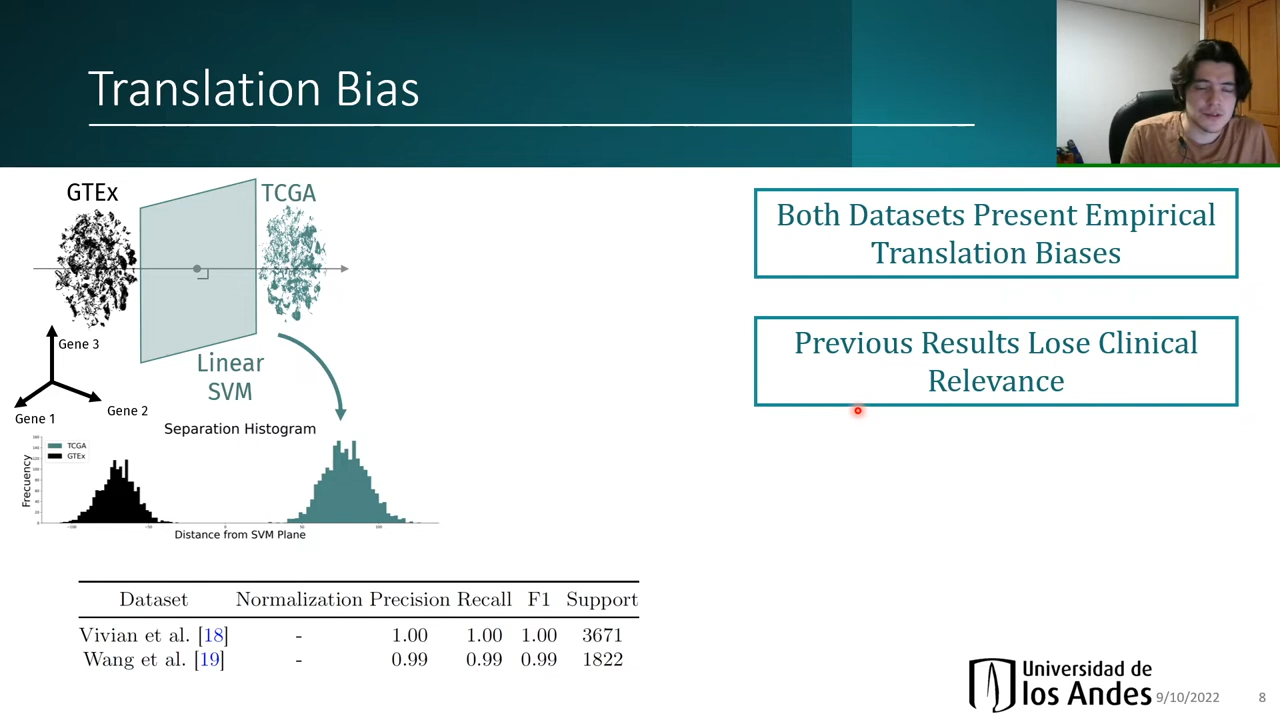 Translation Bias
GTEx
TCGA
Linear
SVM
Gene 3
Gene 2
Gene 1
Separation Histogram
TCGA
GTEx
Frecuency
Distance from SVM Plane
Dataset Normalization Precision Recall F1 Support
Vivian et al. [18] - 1.00 1.00 1.00 3671
Wang et al. [19] - 0.99 0.99 0.99 1822
Both Datasets Present Empirical
Translation Biases
Previous Results Lose Clinical
Relevance
Universidad de
los Andes
9/10/2022
8